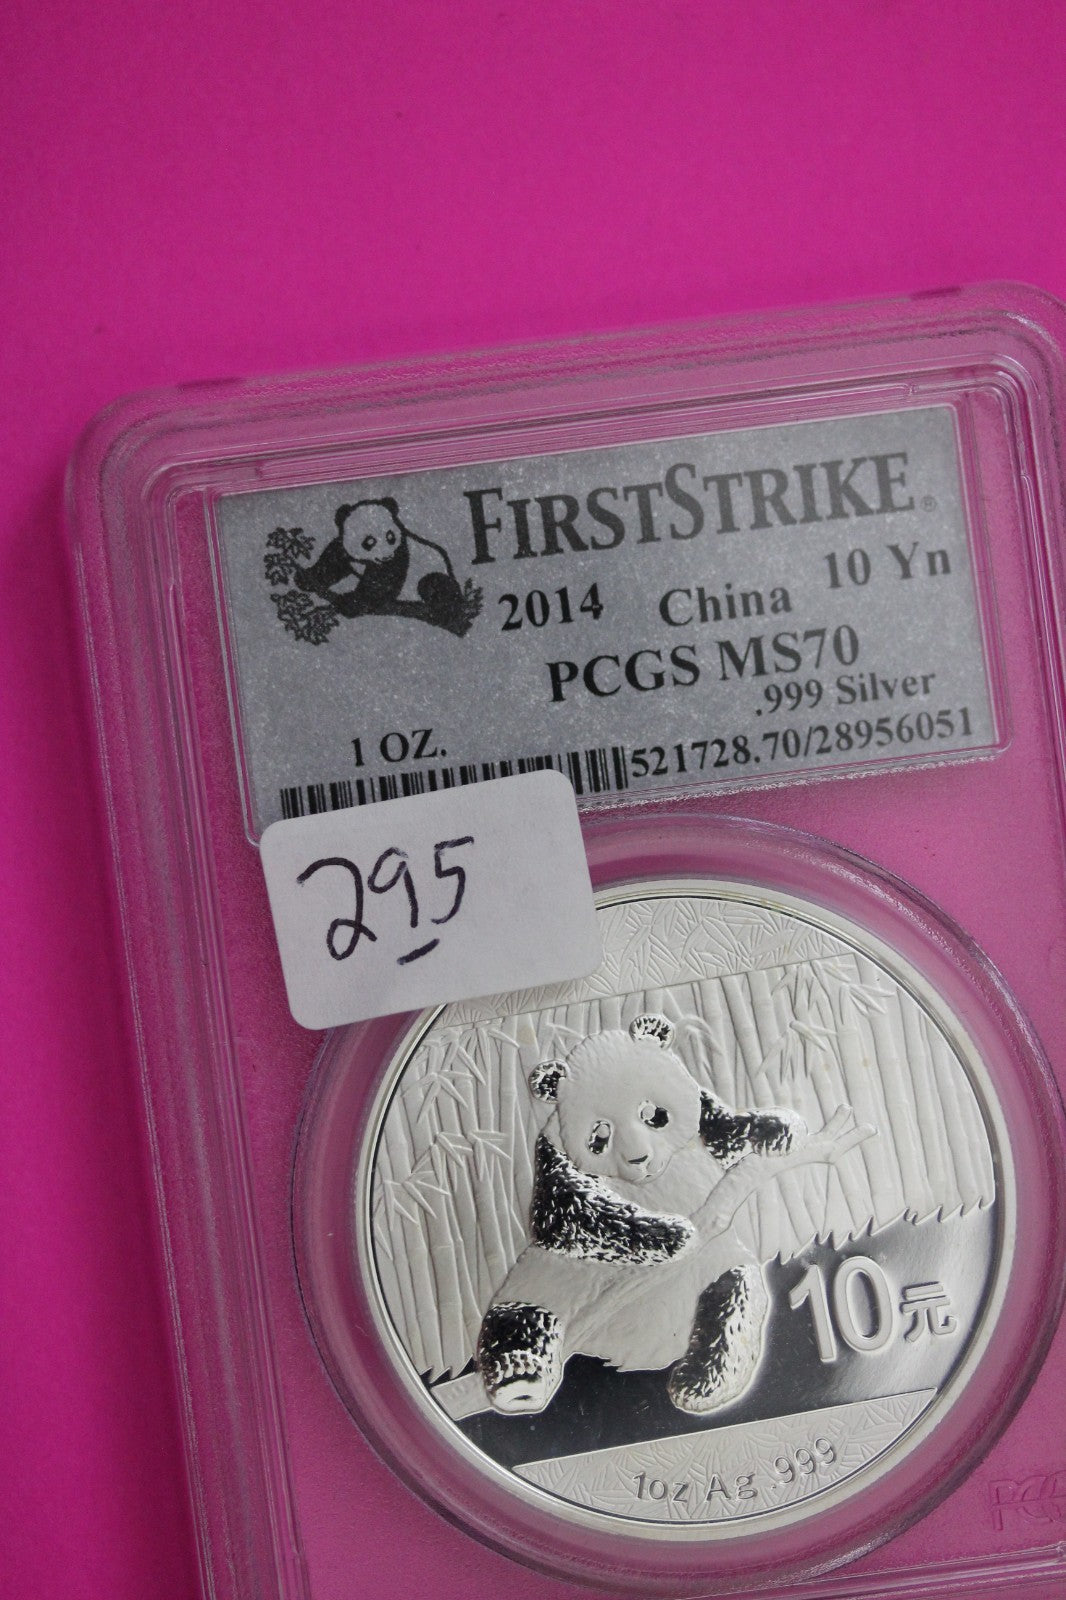 FIRSTSTRIKE®
2014 China 10 Yn
PCGS MS70
.999 Silver
1 OZ.
521728.70/28956051
295
10元
1oz Ag .999